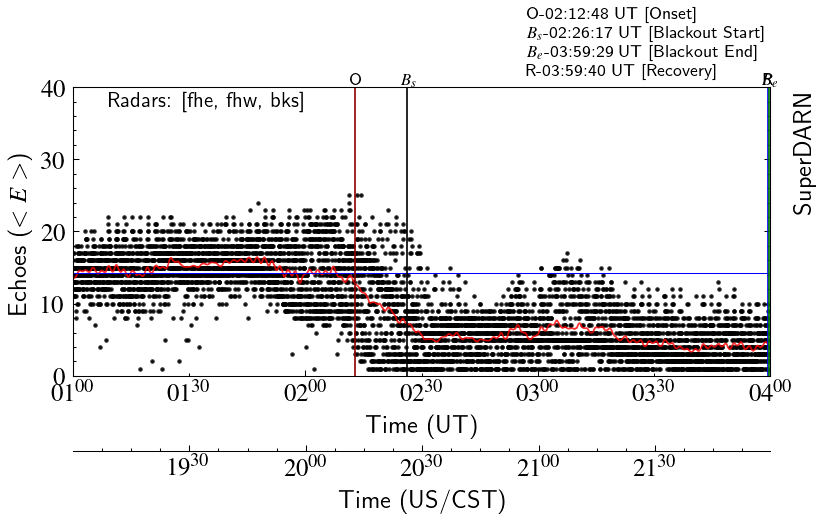 O-02:12:48 UT [Onset]
Bs-02:26:17 UT [Blackout Start]
Be-03:59:29 UT [Blackout End]
R-03:59:40 UT [Recovery]
O Bs Be
Radars: [fhe, fhw, bks]
40
30
20
10
0
Echoes (< E >)
SuperDARN
01^00 01^30 02^00 02^30 03^00 03^30 04^00
Time (UT)
19^30 20^00 20^30 21^00 21^30
Time (US/CST)